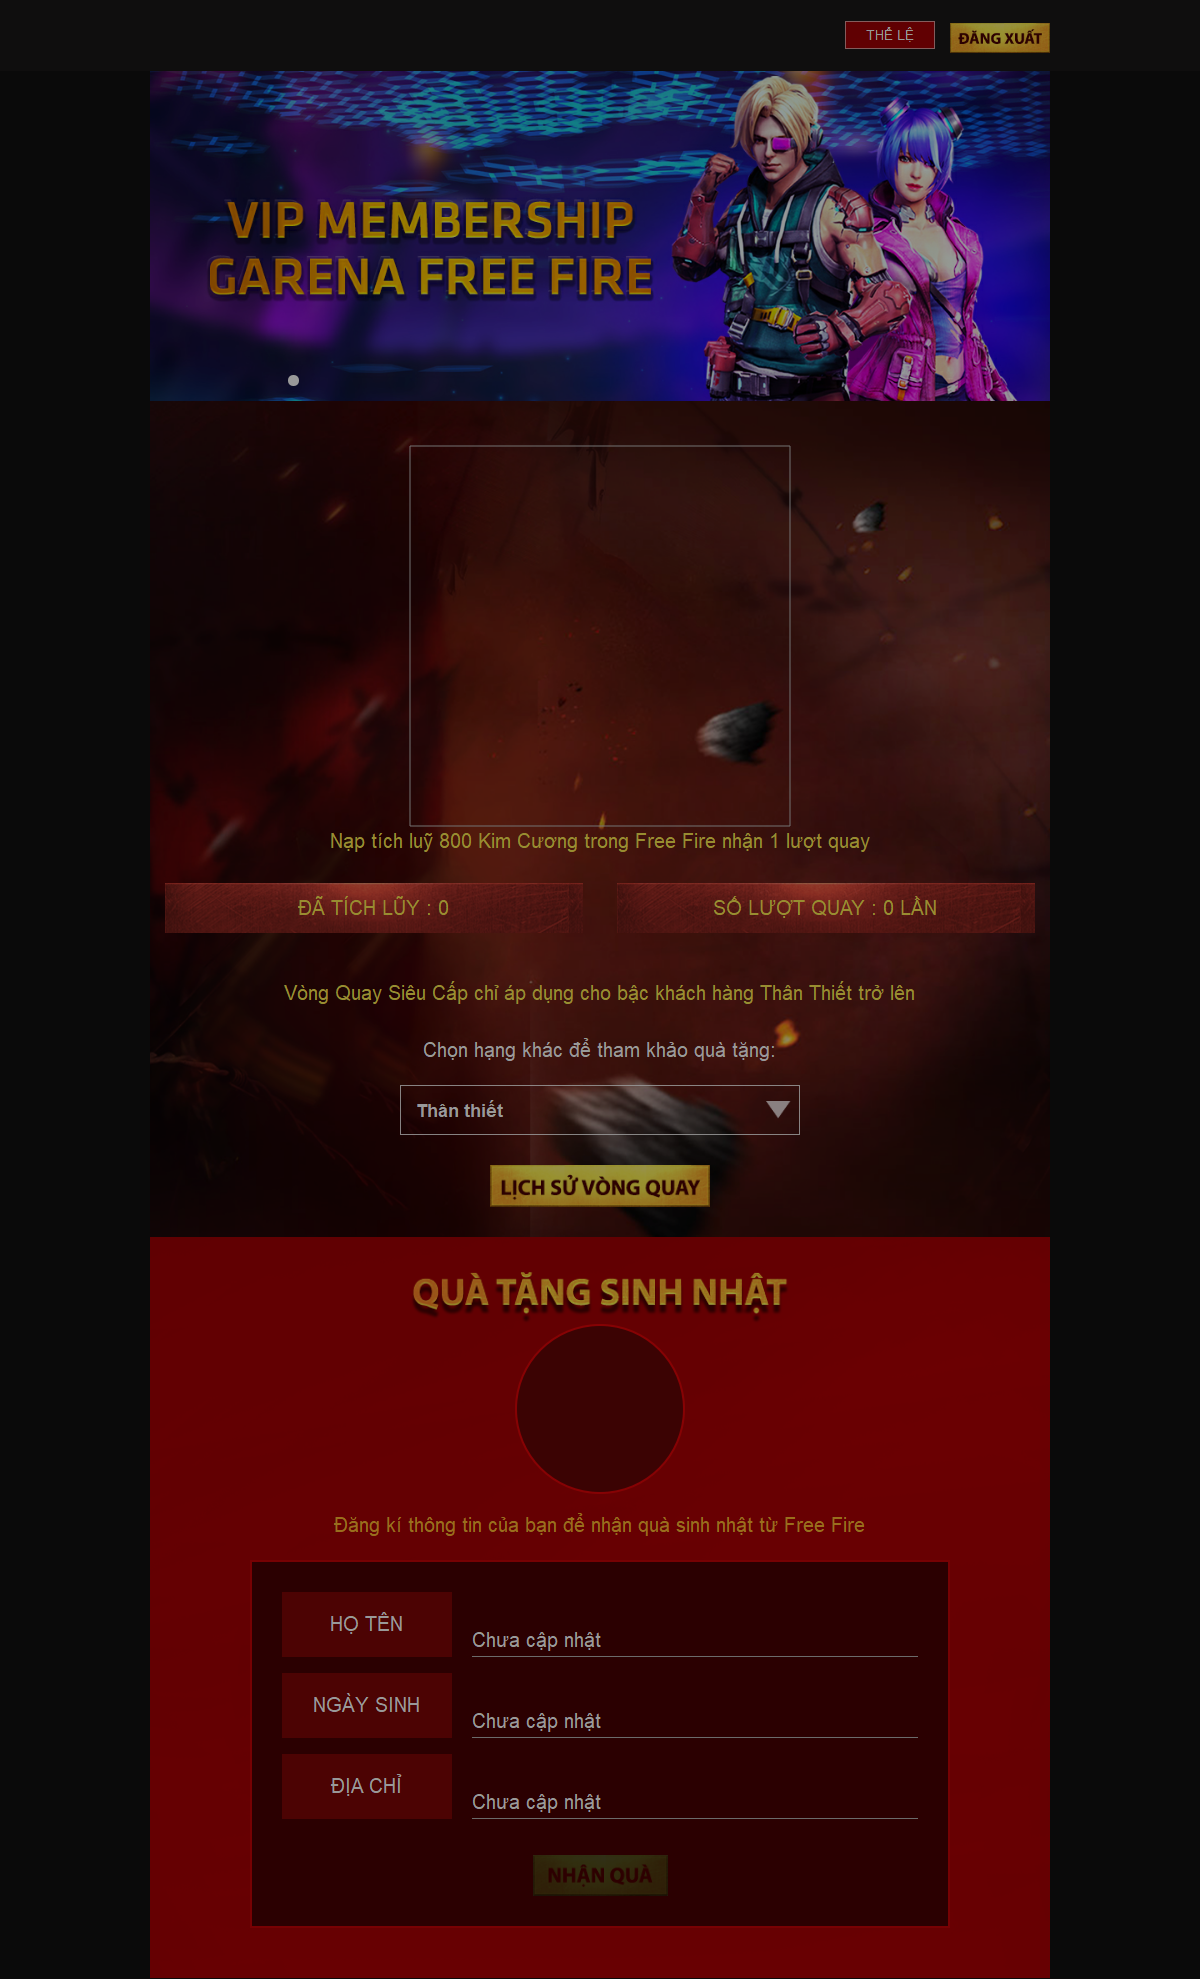 THỂ LỆ
ĐĂNG XUẤT
VIP MEMBERSHIP
GARENA FREE FIRE
Nạp tích luỹ 800 Kim Cương trong Free Fire nhận 1 lượt quay
ĐÃ TÍCH LŨY : 0
SỐ LƯỢT QUAY : 0 LẦN
Vòng Quay Siêu Cấp chỉ áp dụng cho bậc khách hàng Thân Thiết trở lên
Chọn hạng khác để tham khảo quà tặng:
Thân thiết
LỊCH SỬ VÒNG QUAY
QUÀ TẶNG SINH NHẬT
Đăng kí thông tin của bạn để nhận quà sinh nhật từ Free Fire
HỌ TÊN
Chưa cập nhật
NGÀY SINH
Chưa cập nhật
ĐỊA CHỈ
Chưa cập nhật
NHẬN QUÀ